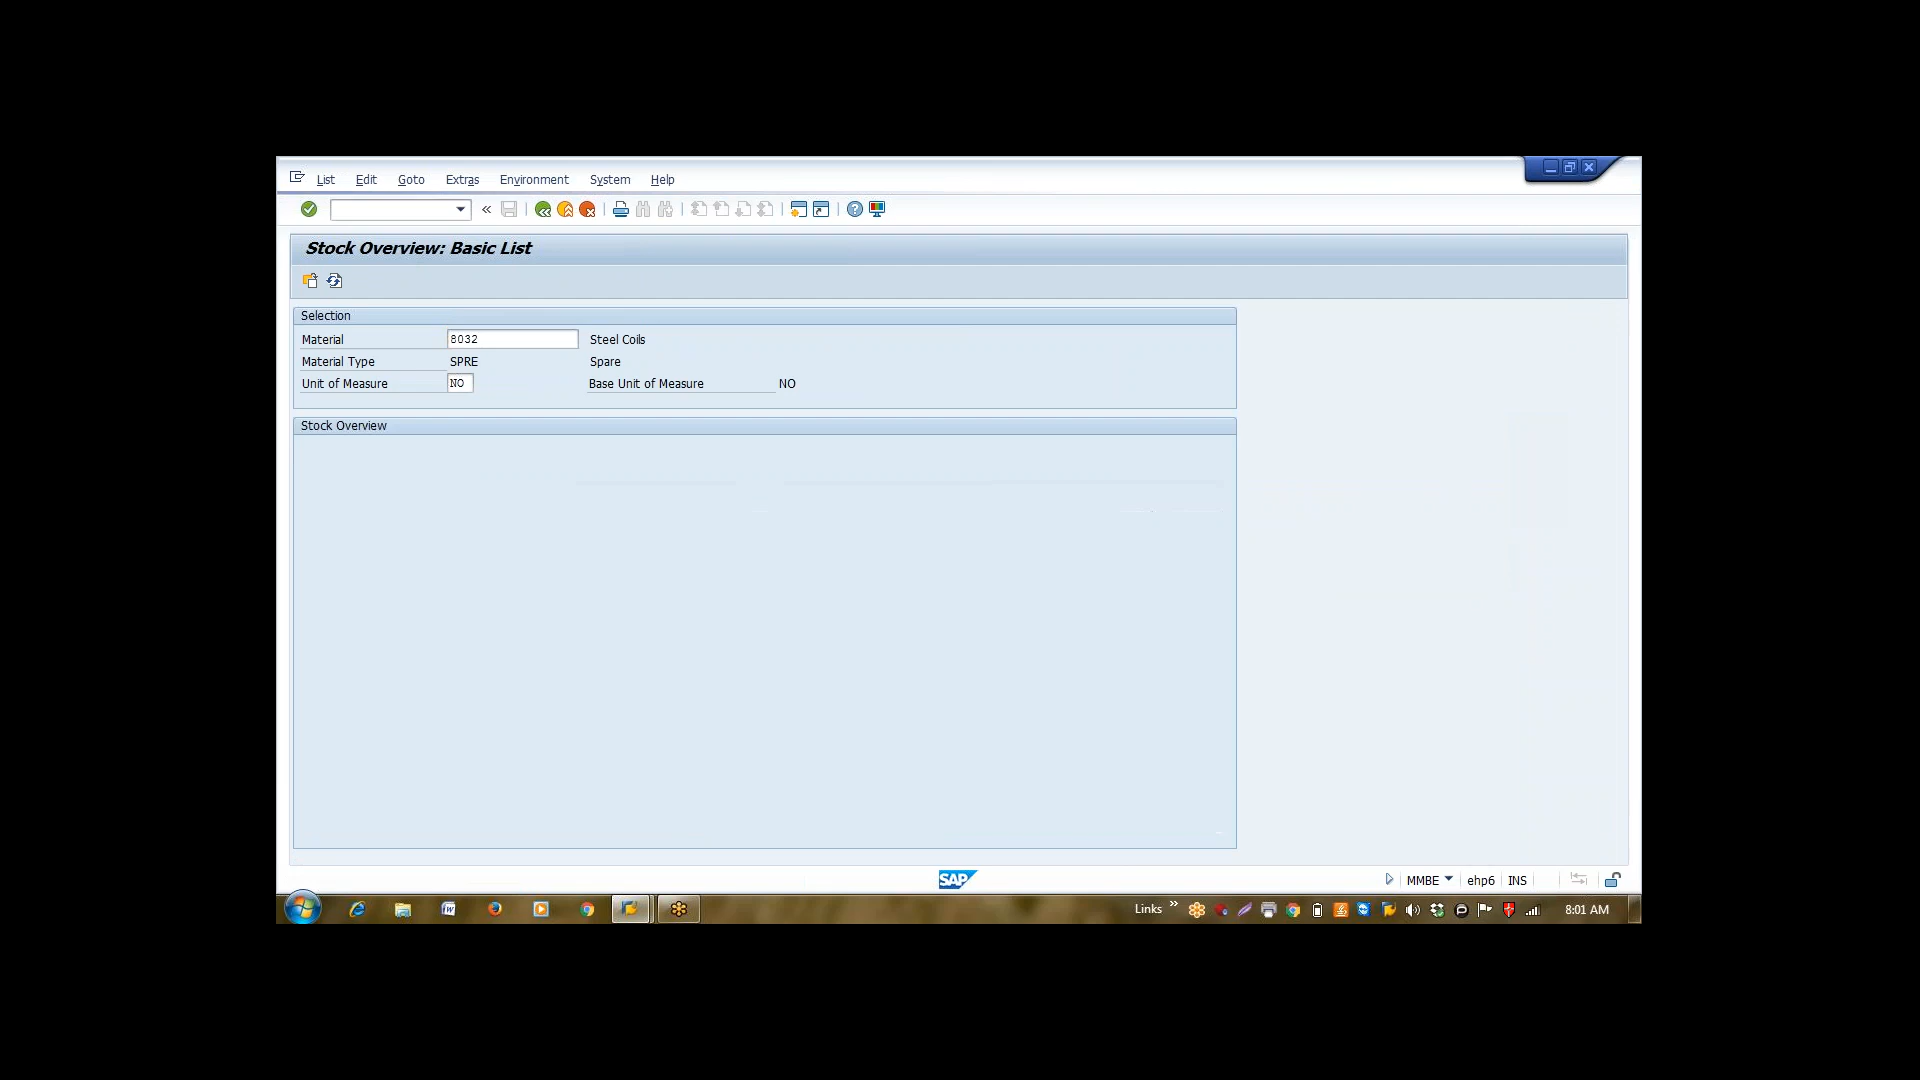 List Edit Goto Extras Environment System Help
Stock Overview: Basic List
Selection
Material 8032 Steel Coils
Material Type SPRE Spare
Unit of Measure NO Base Unit of Measure NO
Stock Overview
SAP
MMBE ehp6 INS
Links 8:01 AM